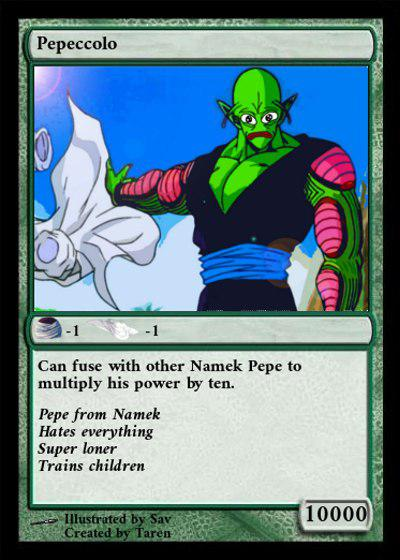 Pepeccolo
-1 -1
Can fuse with other Namek Pepe to
multiply his power by ten.
Pepe from Namek
Hates everything
Super loner
Trains children
10000
Illustrated by Sav
Created by Taren